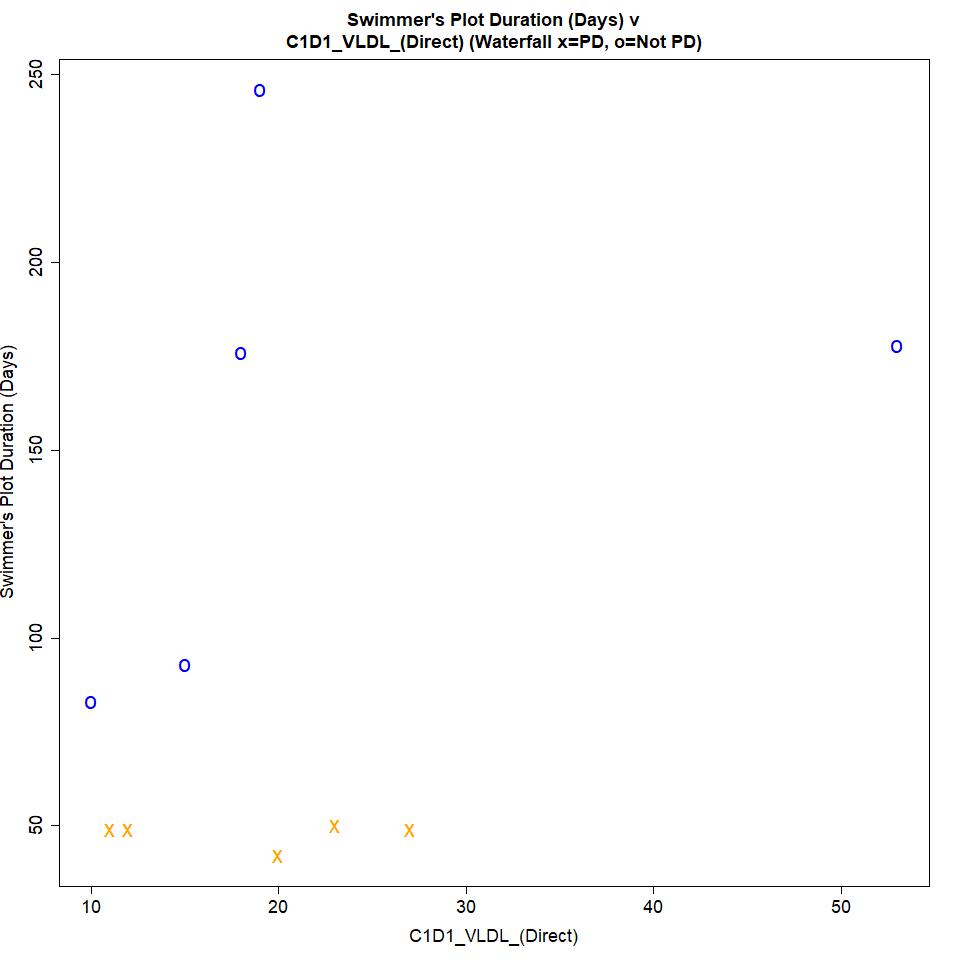 Swimmer's Plot Duration (Days) v
C1D1_VLDL_(Direct) (Waterfall x=PD, o=Not PD)
Swimmer's Plot Duration (Days)
250
200
150
100
50
O
O
O
O
O
X X X X
X
10 20 30 40 50
C1D1_VLDL_(Direct)